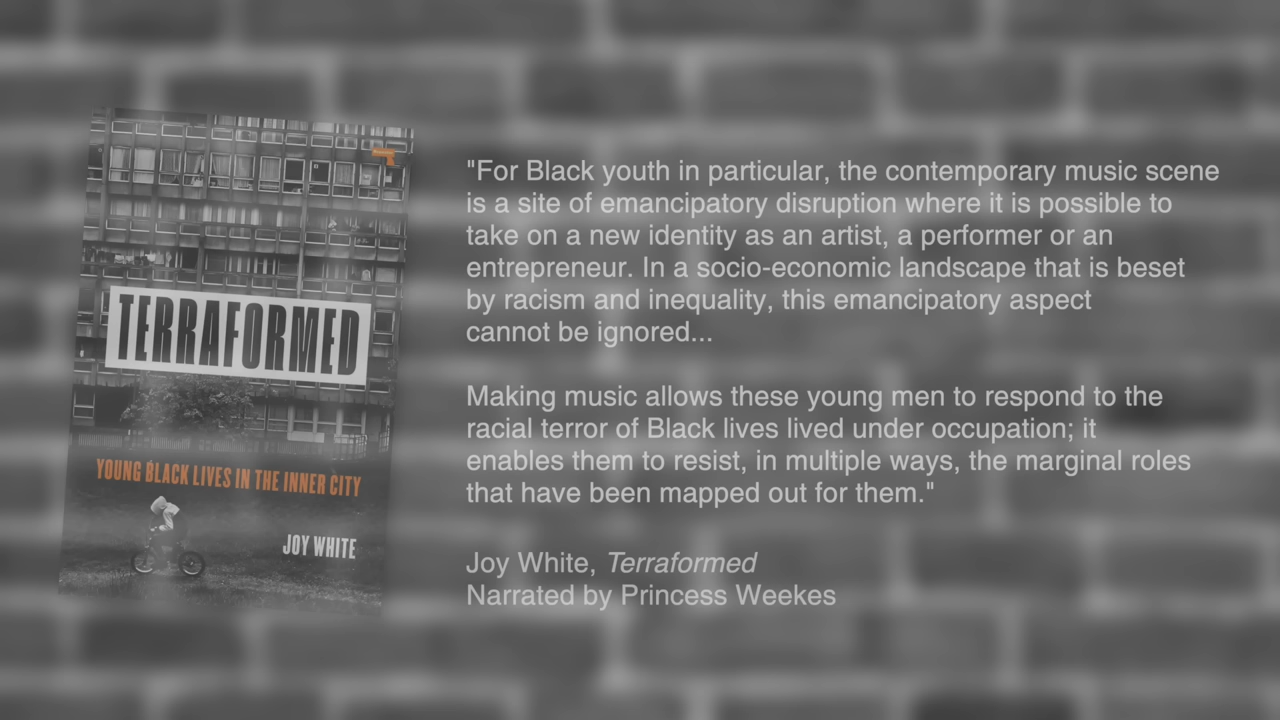 TERRAFORMED
YOUNG BLACK LIVES IN THE INNER CITY
JOY WHITE
"For Black youth in particular, the contemporary music scene
is a site of emancipatory disruption where it is possible to
take on a new identity as an artist, a performer or an
entrepreneur. In a socio-economic landscape that is beset
by racism and inequality, this emancipatory aspect
cannot be ignored...
Making music allows these young men to respond to the
racial terror of Black lives lived under occupation; it
enables them to resist, in multiple ways, the marginal roles
that have been mapped out for them."
Joy White, Terraformed
Narrated by Princess Weekes